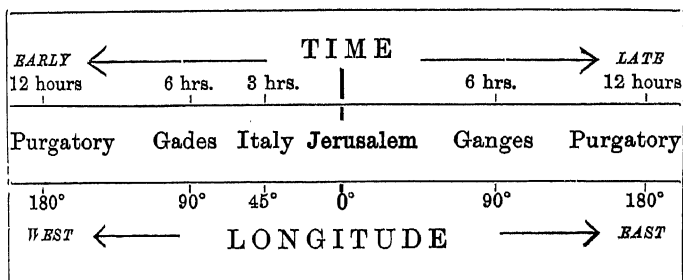 TIME
EARLY LATE
12 hours 6 hrs. 3 hrs. 6 hrs. 12 hours
Purgatory Gades Italy Jerusalem Ganges Purgatory
180° 90° 45° 0° 90° 180°
WEST LONGITUDE EAST